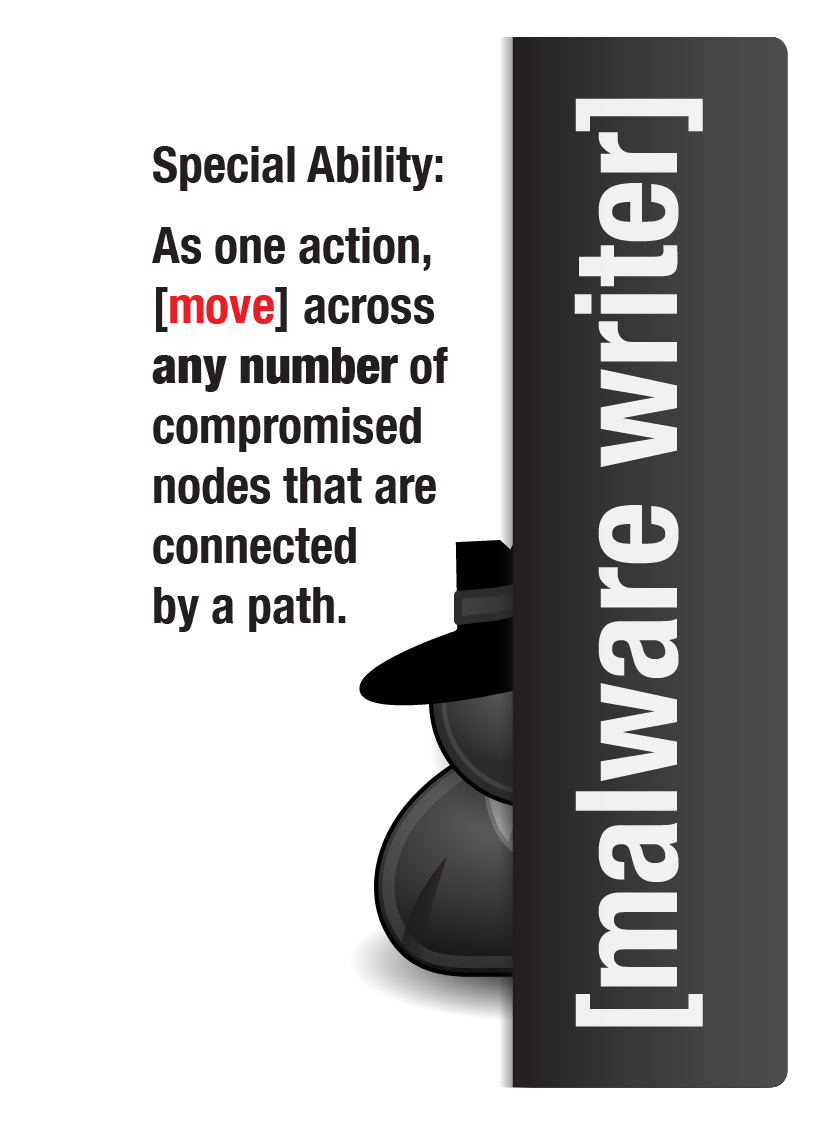 Special Ability:
As one action,
[move] across
any number of
compromised
nodes that are
connected
by a path.
[malware writer]